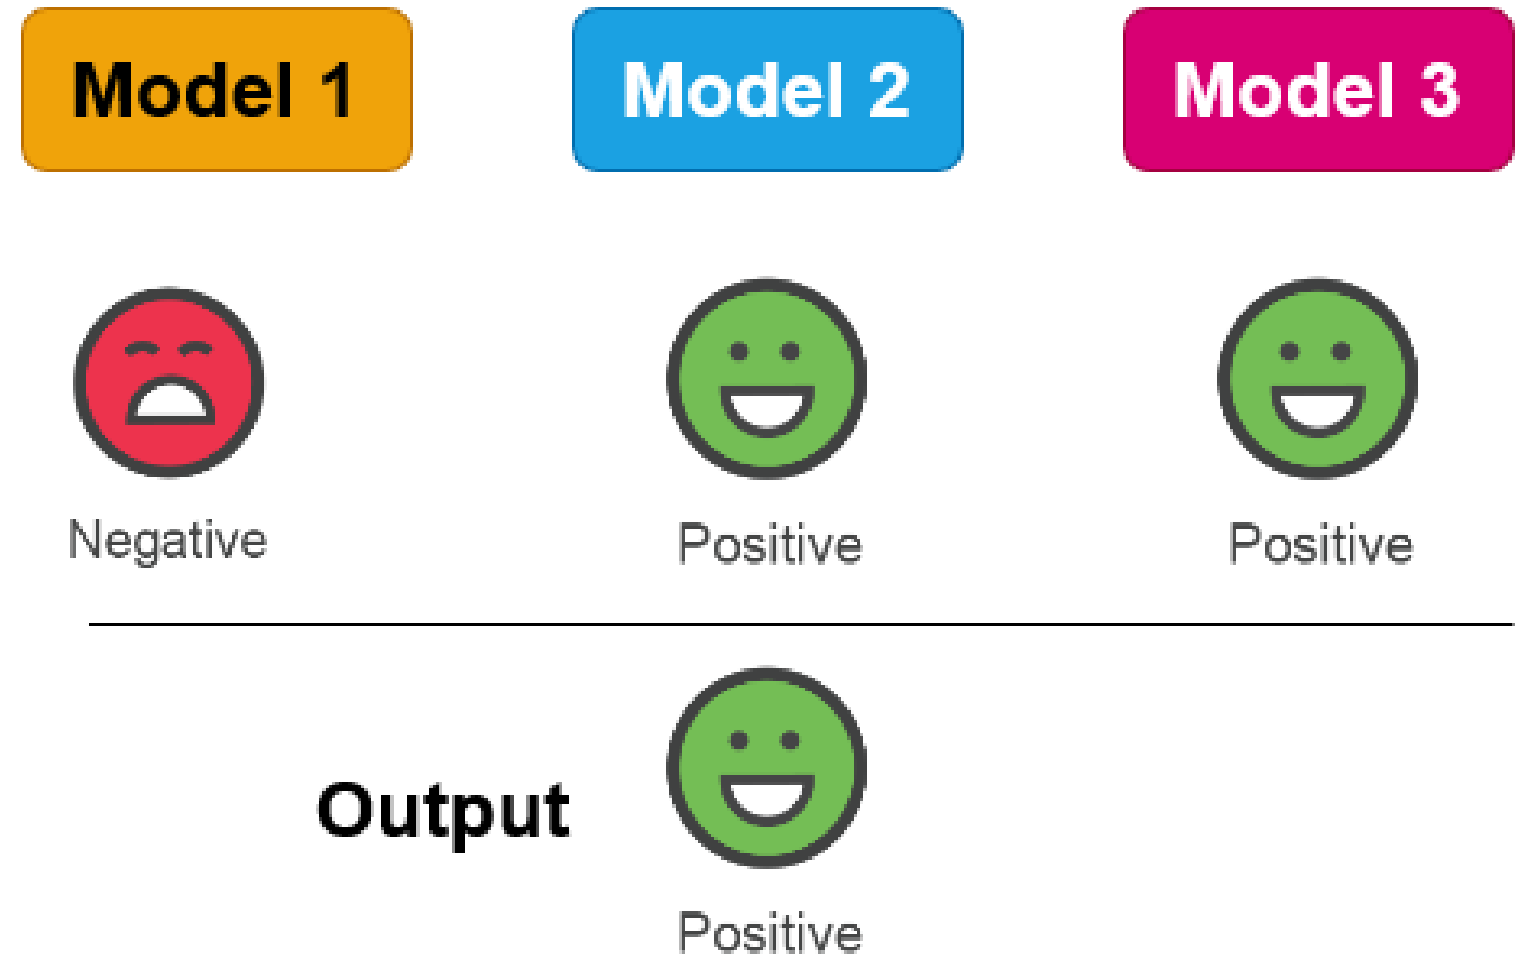 Model 1
Model 2
Model 3
Negative
Positive
Positive
Output
Positive